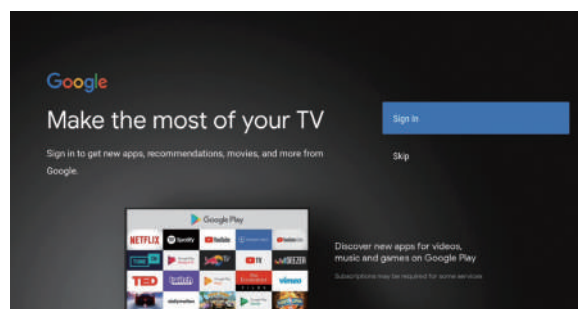 Google
Make the most of your TV
Sign in to get new apps, recommendations, movies, and more from
Google.
Sign In
Skip
Google Play
NETFLIX Spotify YouTube
TED twitch vimeo
DEEZER
dailymotion
Discover new apps for videos,
music and games on Google Play
Subscriptions may be required for some services